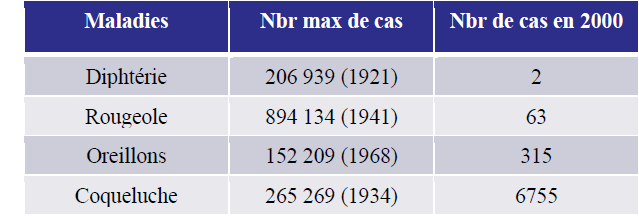 Maladies Nbr max de cas Nbr de cas en 2000
Diphtérie 206 939 (1921) 2
Rougeole 894 134 (1941) 63
Oreillons 152 209 (1968) 315
Coqueluche 265 269 (1934) 6755